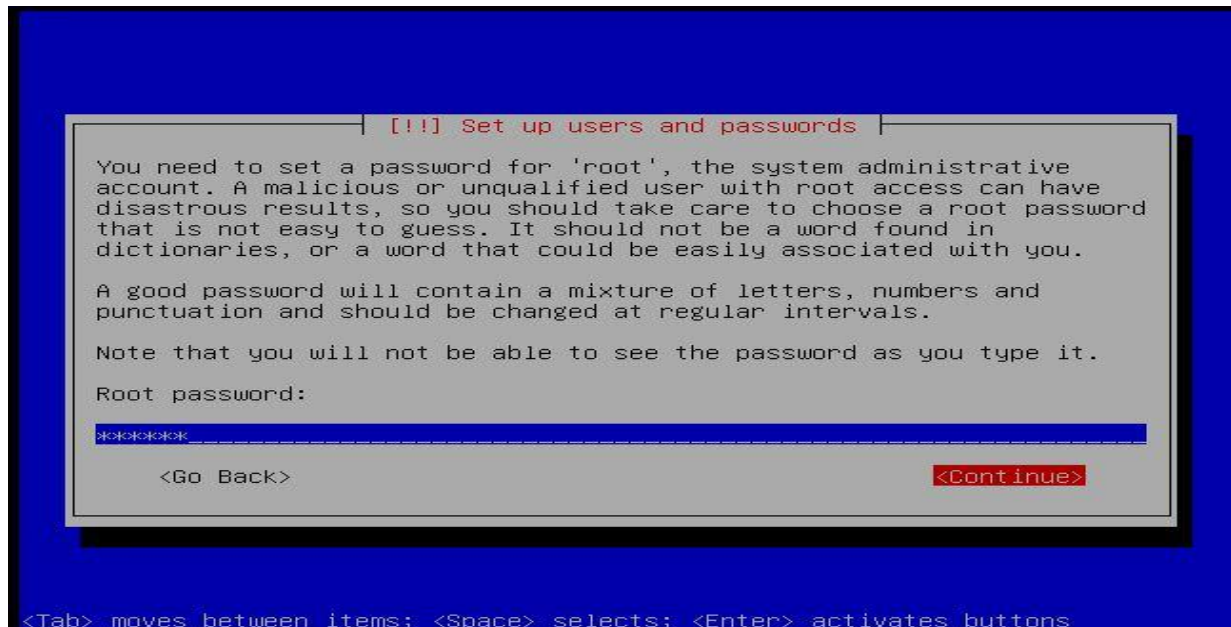 [!!] Set up users and passwords
You need to set a password for 'root', the system administrative
account. A malicious or unqualified user with root access can have
disastrous results, so you should take care to choose a root password
that is not easy to guess. It should not be a word found in
dictionaries, or a word that could be easily associated with you.
A good password will contain a mixture of letters, numbers and
punctuation and should be changed at regular intervals.
Note that you will not be able to see the password as you type it.
Root password:
******
<Go Back> <Continue>
<Tab> moves between items; <Space> selects; <Enter> activates buttons